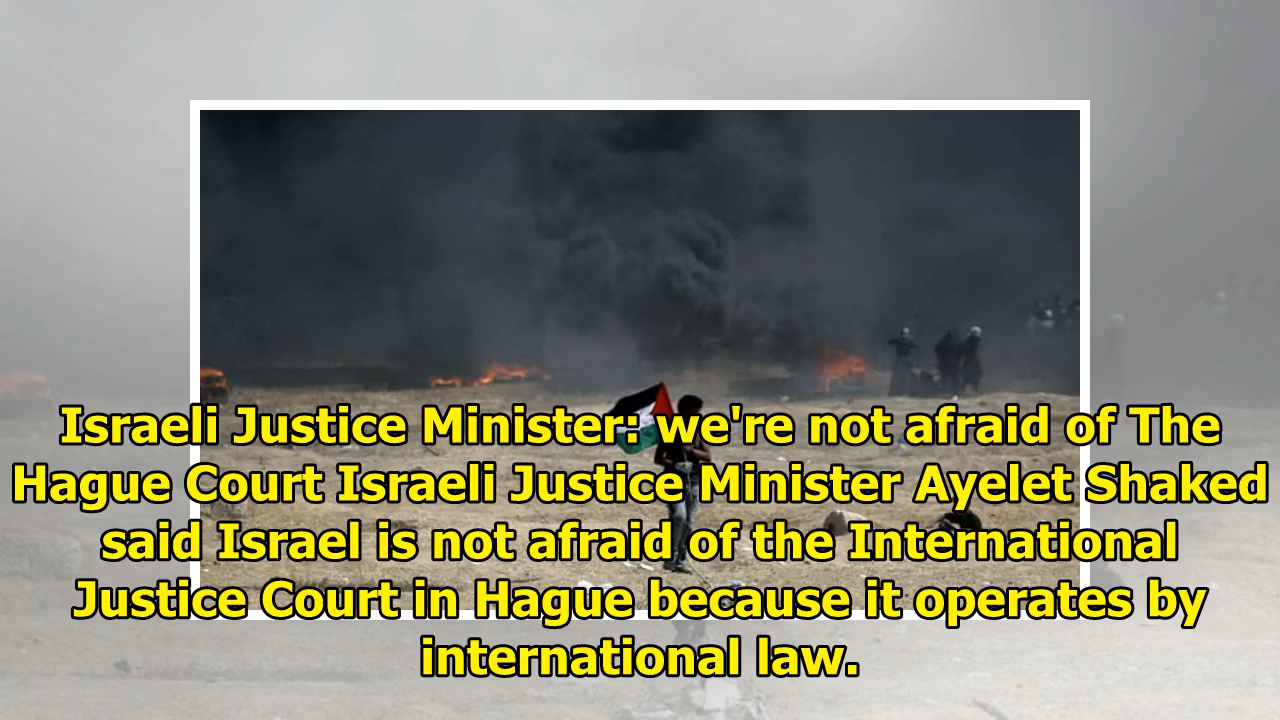 Israeli Justice Minister: we're not afraid of The
Hague Court Israeli Justice Minister Ayelet Shaked
said Israel is not afraid of the International
Justice Court in Hague because it operates by
international law.